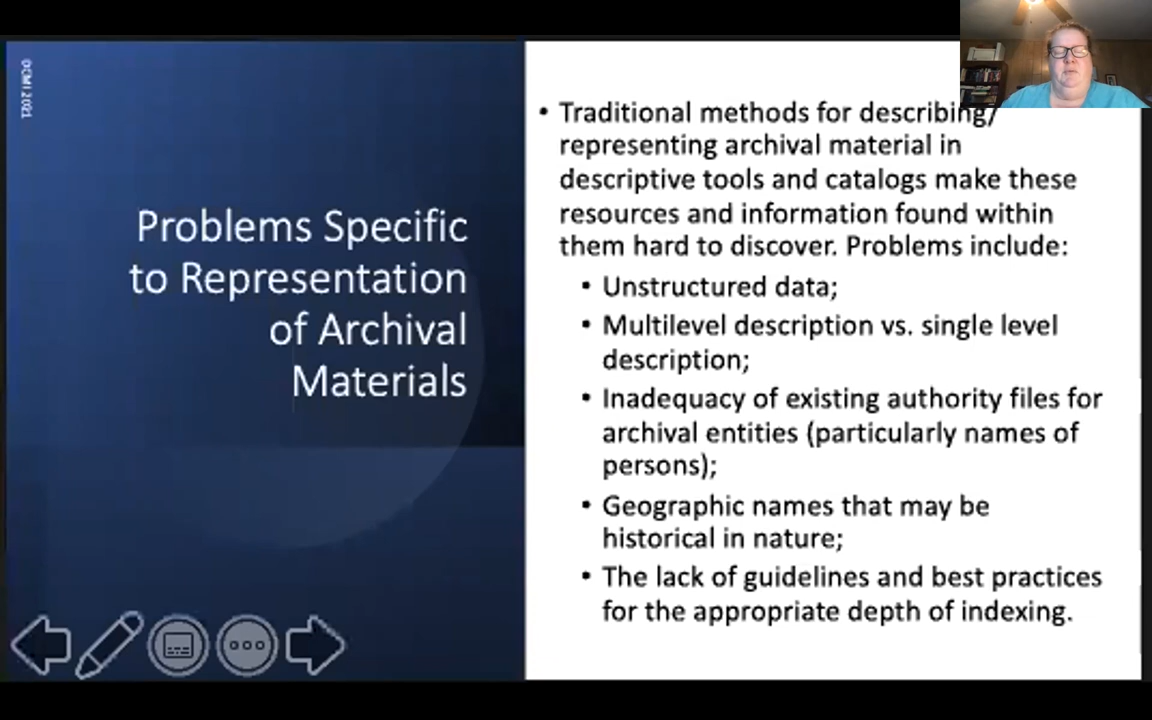 DCMI 2021
Problems Specific
to Representation
of Archival
Materials
• Traditional methods for describing/
representing archival material in
descriptive tools and catalogs make these
resources and information found within
them hard to discover. Problems include:
• Unstructured data;
• Multilevel description vs. single level
description;
• Inadequacy of existing authority files for
archival entities (particularly names of
persons);
• Geographic names that may be
historical in nature;
• The lack of guidelines and best practices
for the appropriate depth of indexing.